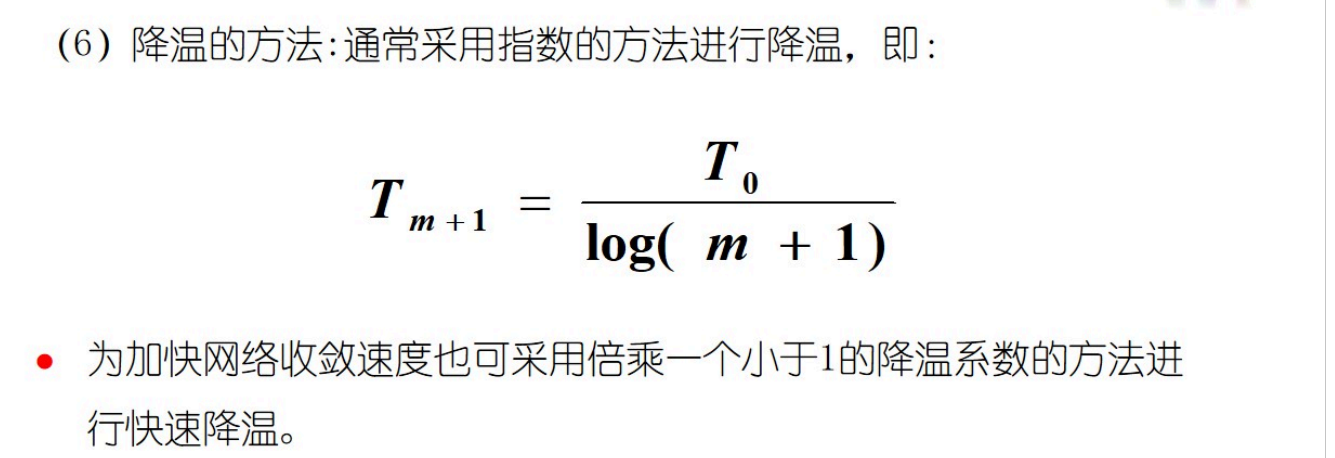 (6) 降温的方法:通常采用指数的方法进行降温，即：
T_{m+1} = \frac{T_0}{\log(m+1)}
• 为加快网络收敛速度也可采用倍乘一个小于1的降温系数的方法进
行快速降温。